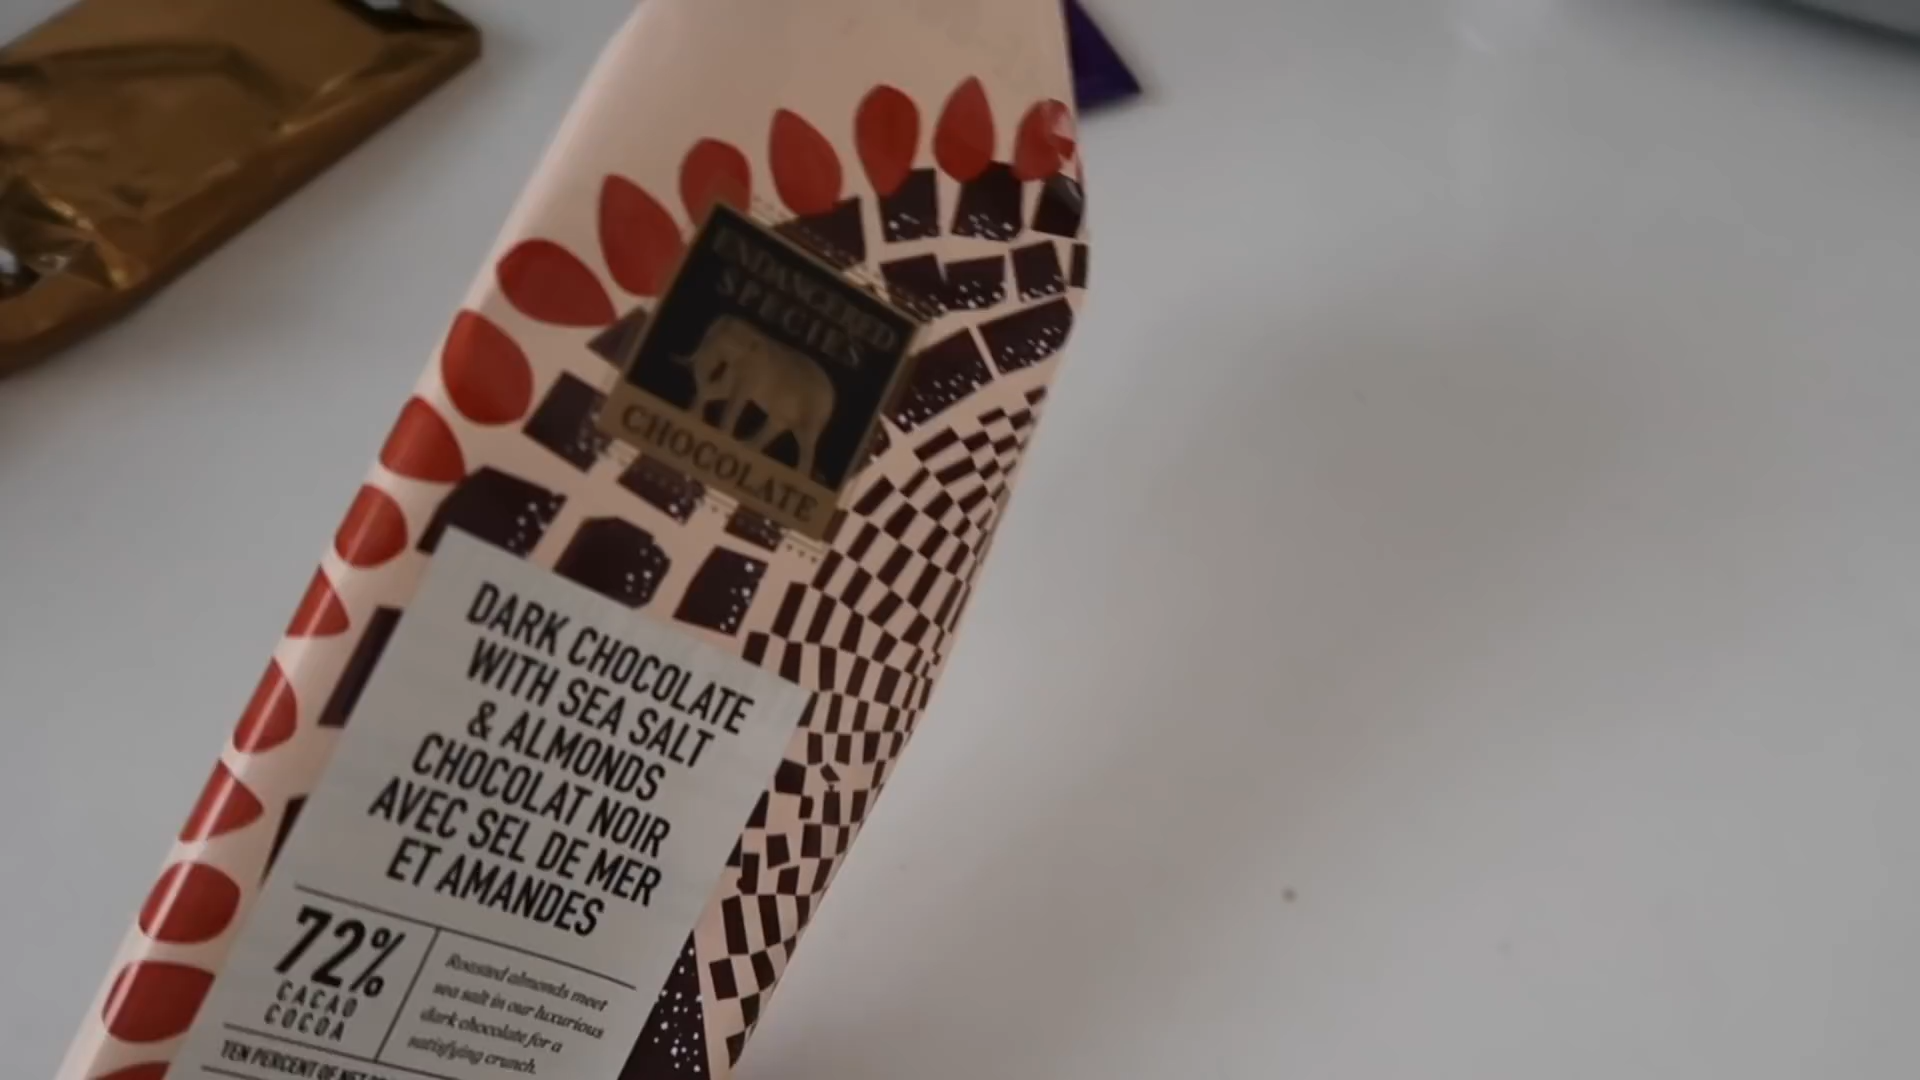 ENDANGERED
SPECIES
CHOCOLATE
DARK CHOCOLATE
WITH SEA SALT
& ALMONDS
CHOCOLAT NOIR
AVEC SEL DE MER
ET AMANDES
72%
CACAO
COCOA
Roasted almonds meet
sea salt in our luxurious
dark chocolate for a
satisfying crunch.
TEN PERCENT OF NET